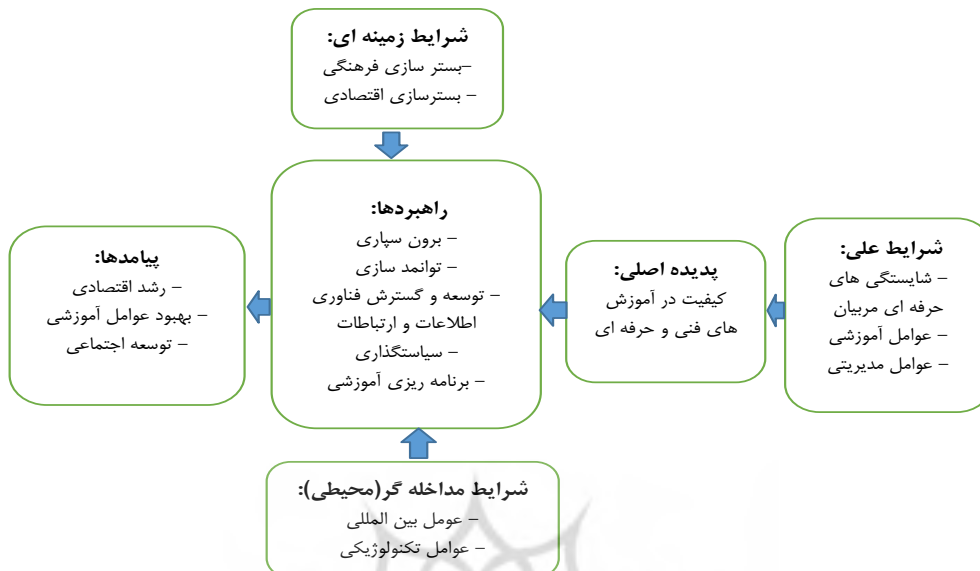 شرایط زمینه ای:
–بستر سازی فرهنگی
– بسترسازی اقتصادی
شرایط علی:
– شایستگی های
حرفه ای مربیان
– عوامل آموزشی
– عوامل مدیریتی
پدیده اصلی:
کیفیت در آموزش
های فنی و حرفه ای
راهبردها:
– برون سپاری
– توانمد سازی
– توسعه و گسترش فناوری
اطلاعات و ارتباطات
– سیاستگذاری
– برنامه ریزی آموزشی
پیامدها:
– رشد اقتصادی
– بهبود عوامل آموزشی
– توسعه اجتماعی
شرایط مداخله گر(محیطی):
– عومل بین المللی
– عوامل تکنولوژیکی